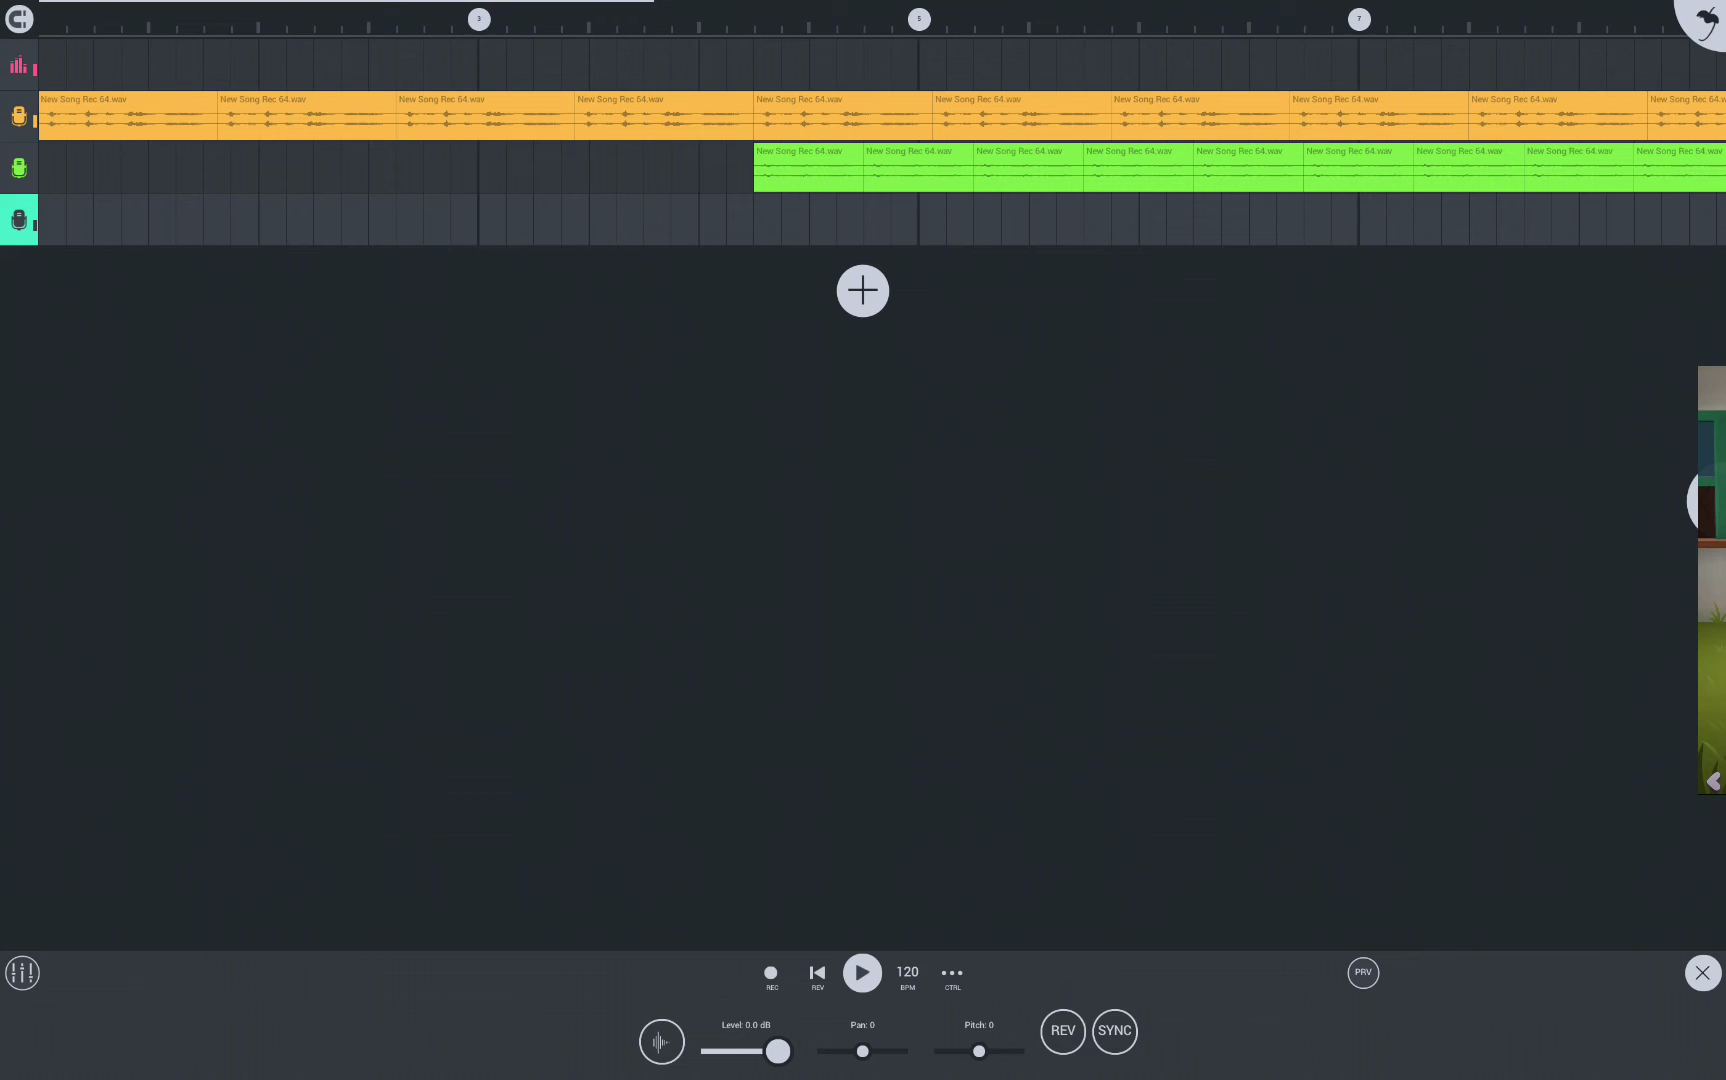 3 5 7
New Song Rec 64.wav New Song Rec 64.wav New Song Rec 64.wav New Song Rec 64.wav New Song Rec 64.wav New Song Rec 64.wav New Song Rec 64.wav New Song Rec 64.wav New Song Rec 64.wav New Song Rec 64.w
New Song Rec 64.wav New Song Rec 64.wav New Song Rec 64.wav New Song Rec 64.wav New Song Rec 64.wav New Song Rec 64.wav New Song Rec 64.wav New Song Rec 64.wav New Song Rec 64.wav
120 PRV
REC REV BPM CTRL
Level: 0.0 dB Pan: 0 Pitch: 0 REV SYNC